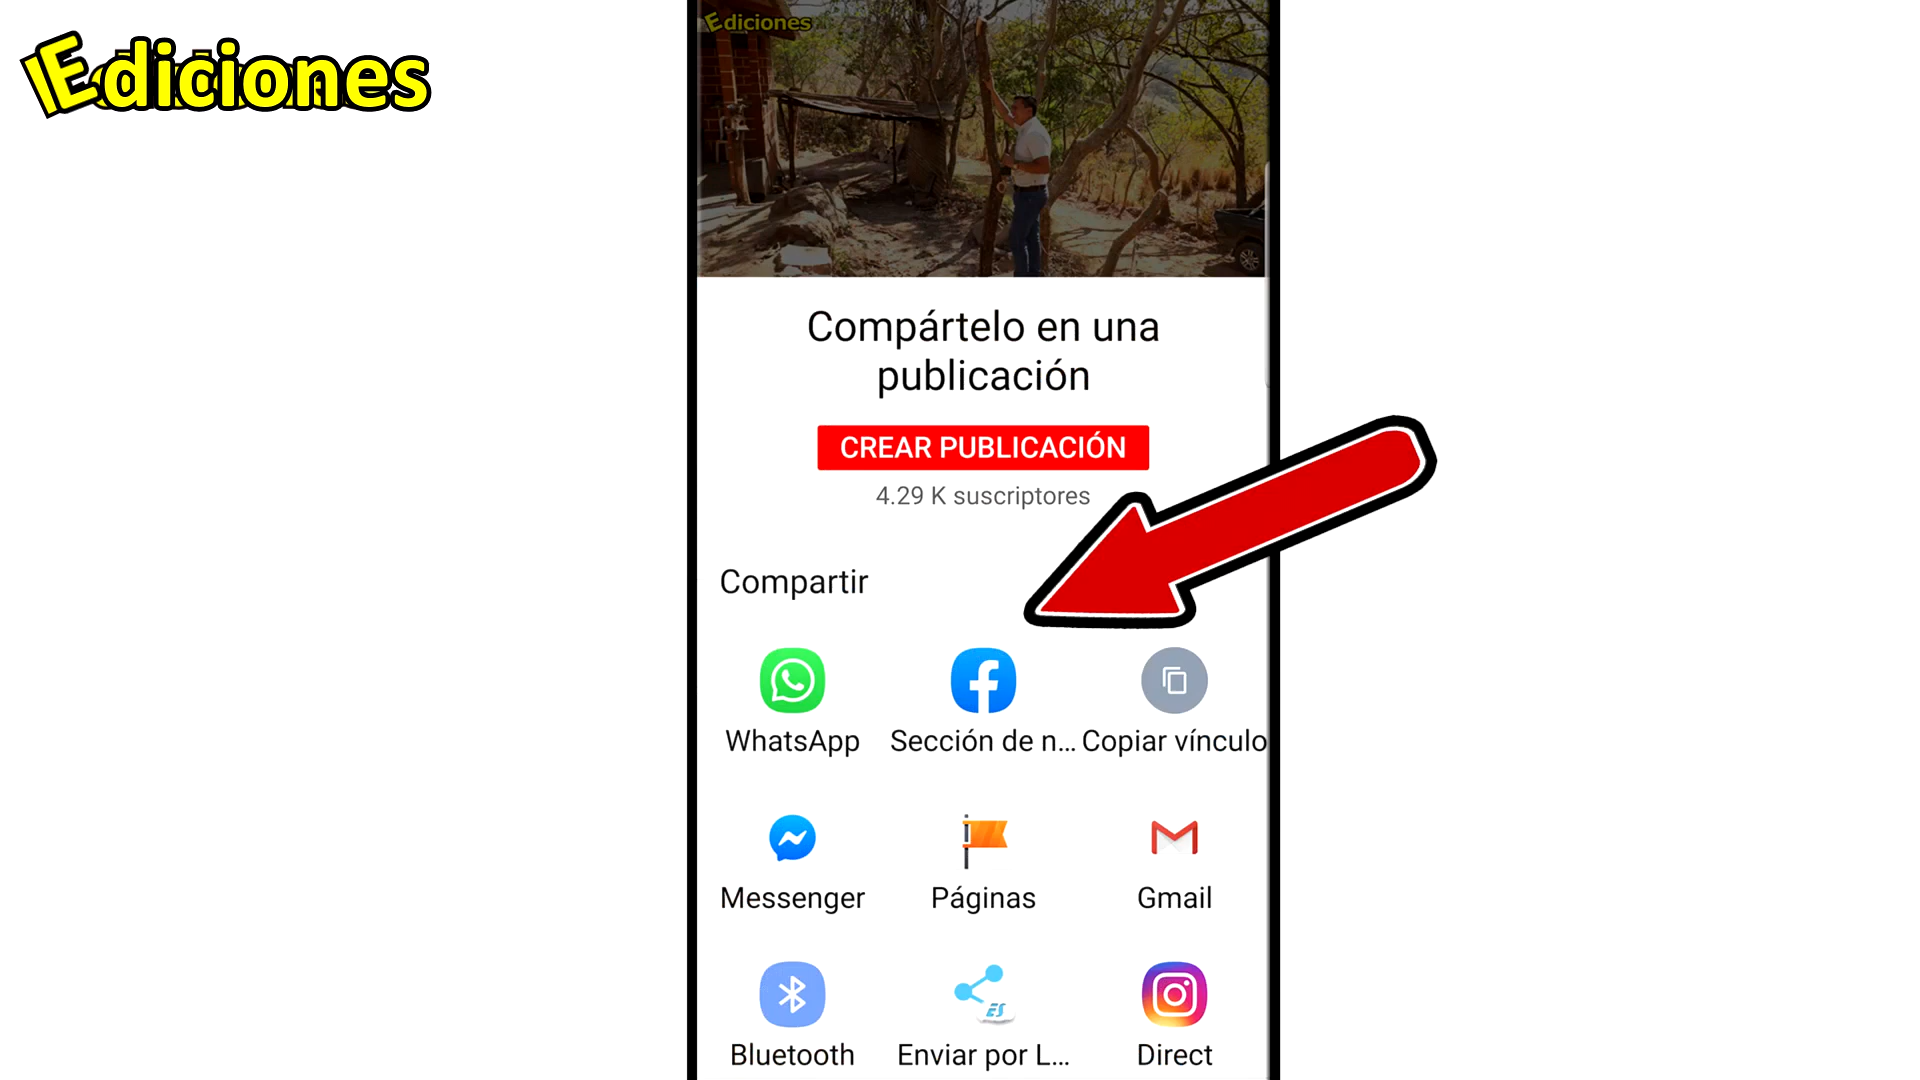 Ediciones
Ediciones
Compártelo en una
publicación
CREAR PUBLICACIÓN
4.29 K suscriptores
Compartir
WhatsApp
Sección de n...
Copiar vínculo
Messenger
Páginas
Gmail
ES
Bluetooth
Enviar por L...
Direct